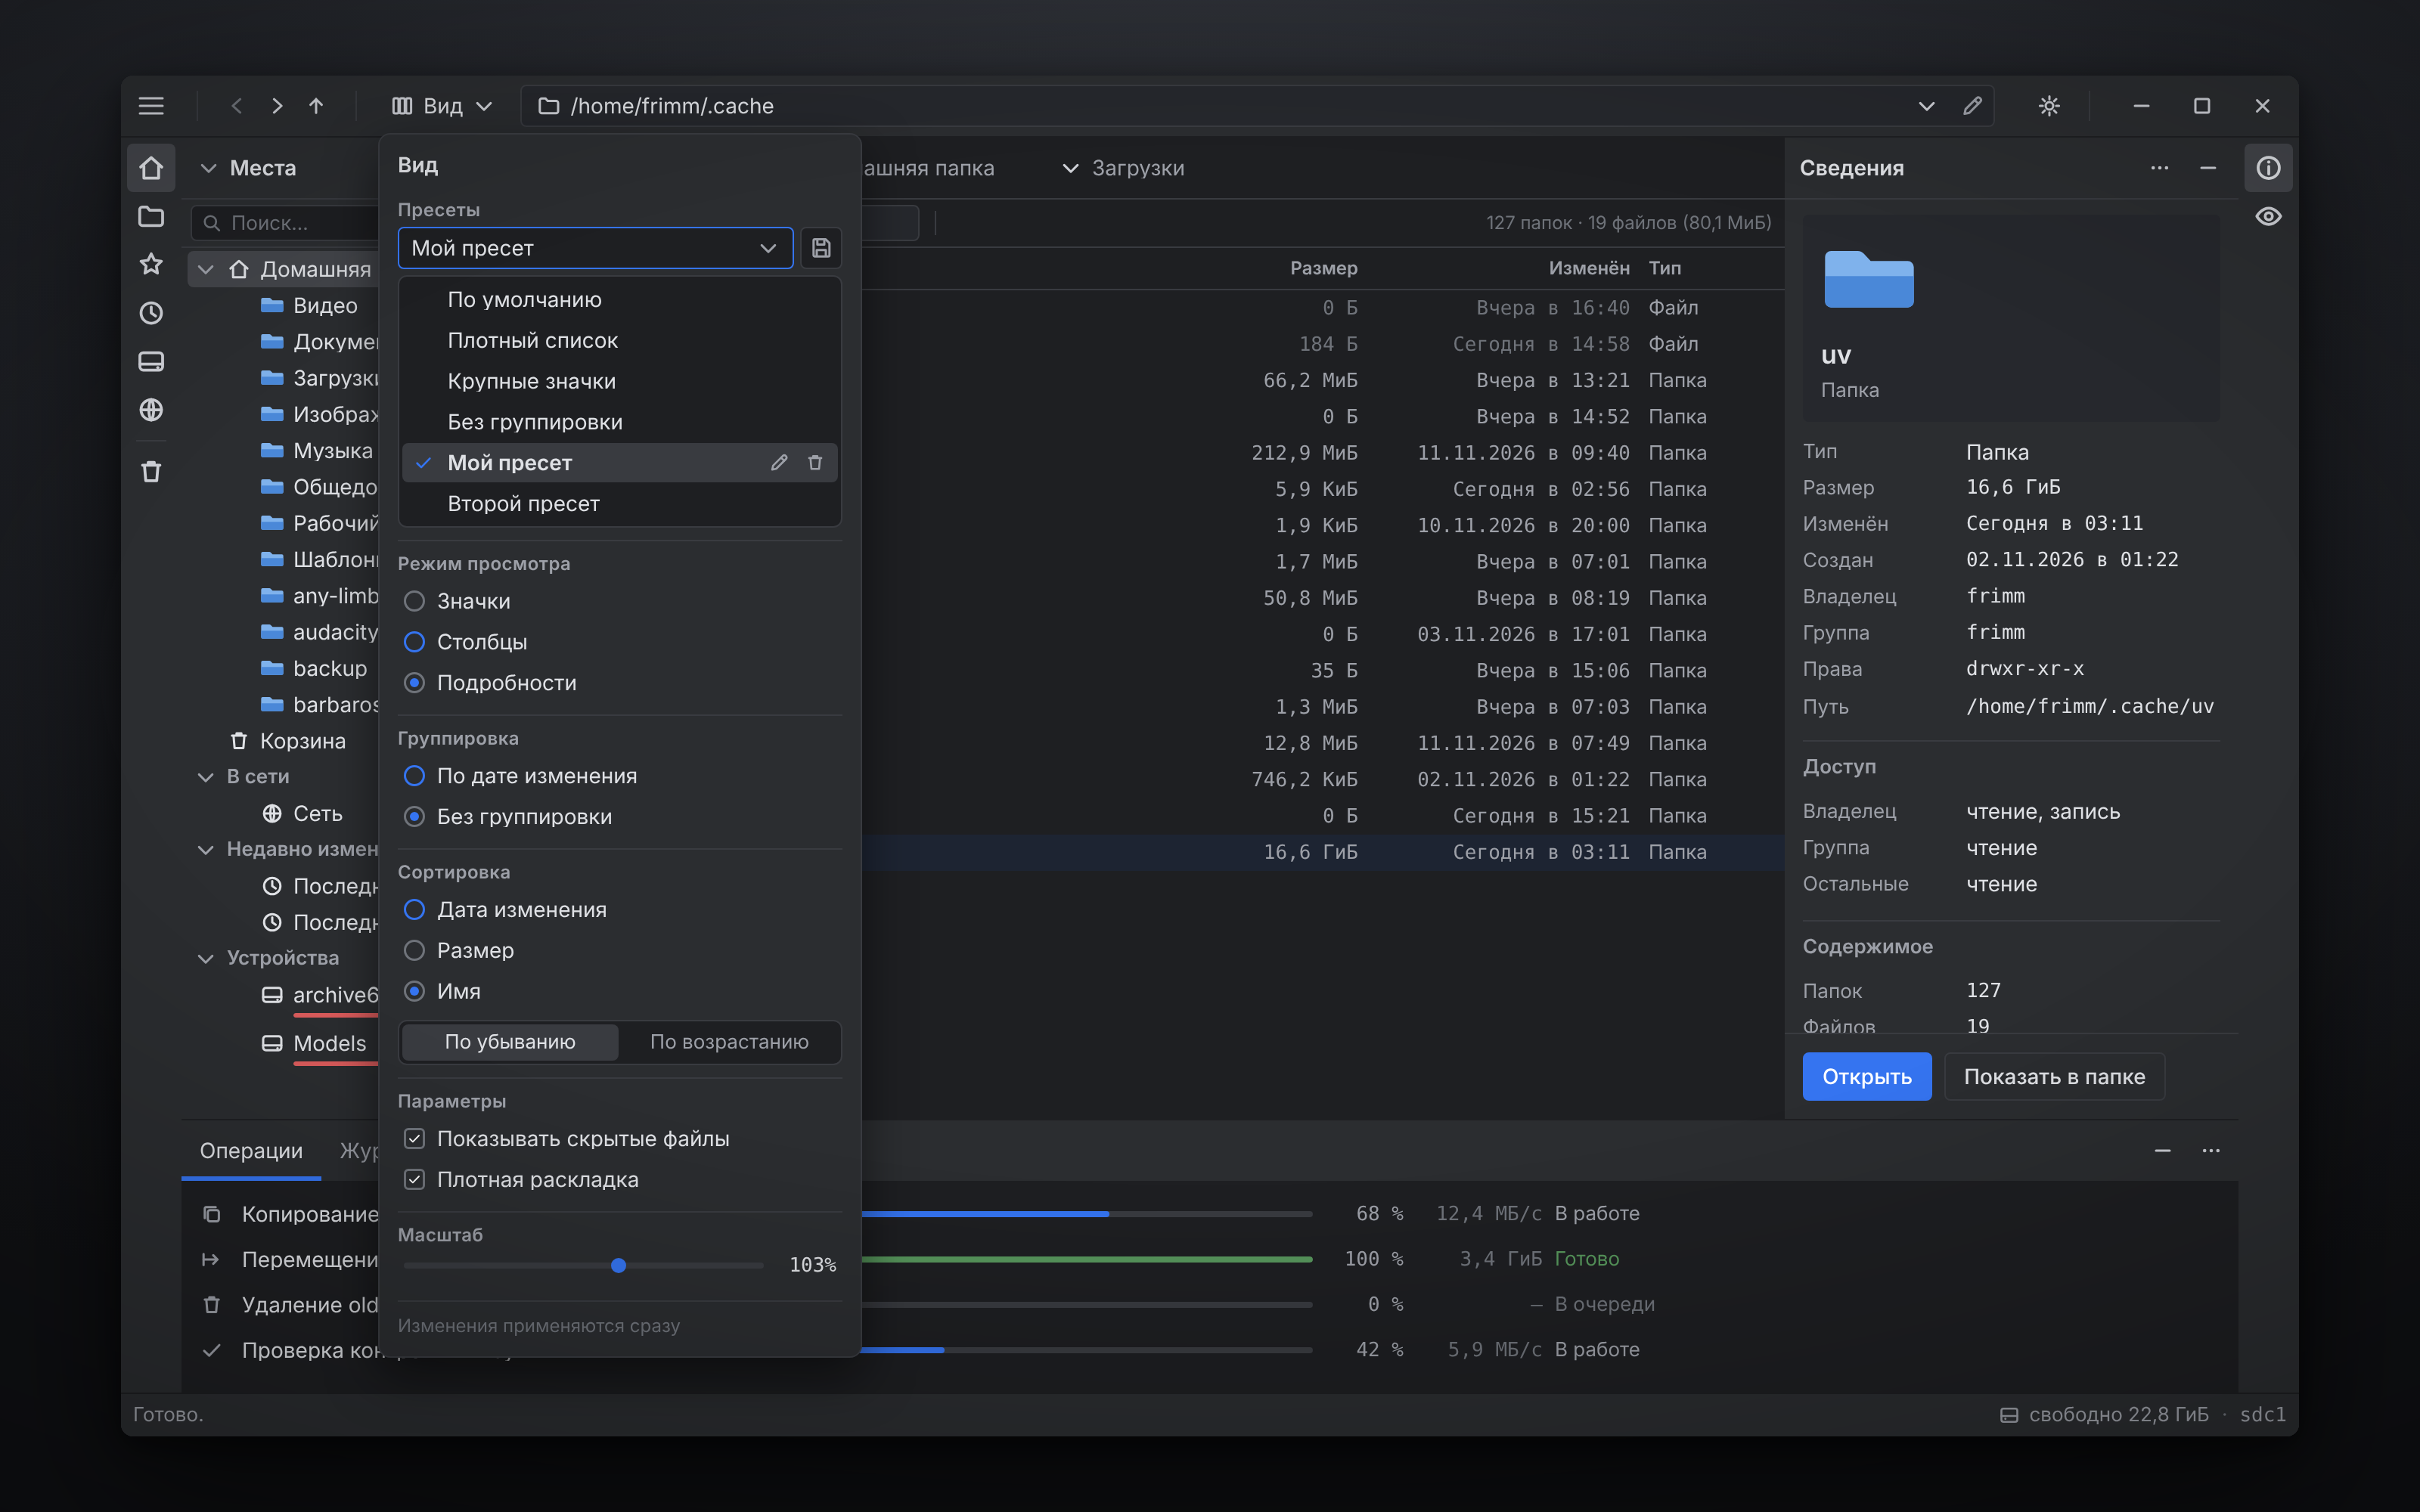 Вид
/home/frimm/.cache
Места
Поиск...
Домашняя
Видео
Загрузки
Музыка
Рабочий
audacity
backup
Корзина
В сети
Сеть
Устройства
Models
Вид
Пресеты
Мой пресет
По умолчанию
Плотный список
Крупные значки
Без группировки
Мой пресет
Второй пресет
Режим просмотра
Значки
Столбцы
Подробности
Группировка
По дате изменения
Без группировки
Сортировка
Дата изменения
Размер
Имя
По убыванию По возрастанию
Параметры
Показывать скрытые файлы
Плотная раскладка
Масштаб
103%
Изменения применяются сразу
папка Загрузки
127 папок · 19 файлов (80,1 МиБ)
Размер Изменён Тип
0 Б Вчера в 16:40 Файл
184 Б Сегодня в 14:58 Файл
66,2 МиБ Вчера в 13:21 Папка
0 Б Вчера в 14:52 Папка
212,9 МиБ 11.11.2026 в 09:40 Папка
5,9 КиБ Сегодня в 02:56 Папка
1,9 КиБ 10.11.2026 в 20:00 Папка
1,7 МиБ Вчера в 07:01 Папка
50,8 МиБ Вчера в 08:19 Папка
0 Б 03.11.2026 в 17:01 Папка
35 Б Вчера в 15:06 Папка
1,3 МиБ Вчера в 07:03 Папка
12,8 МиБ 11.11.2026 в 07:49 Папка
746,2 КиБ 02.11.2026 в 01:22 Папка
0 Б Сегодня в 15:21 Папка
16,6 ГиБ Сегодня в 03:11 Папка
Сведения
uv
Папка
Тип Папка
Размер 16,6 ГиБ
Изменён Сегодня в 03:11
Создан 02.11.2026 в 01:22
Владелец frimm
Группа frimm
Права drwxr-xr-x
Путь /home/frimm/.cache/uv
Доступ
Владелец чтение, запись
Группа чтение
Остальные чтение
Содержимое
Папок 127
Файлов 19
Открыть Показать в папке
Операции
Копирование 68 % 12,4 МБ/с В работе
100 % 3,4 ГиБ Готово
Удаление old 0 % – В очереди
Проверка 42 % 5,9 МБ/с В работе
Готово.
свободно 22,8 ГиБ · sdc1